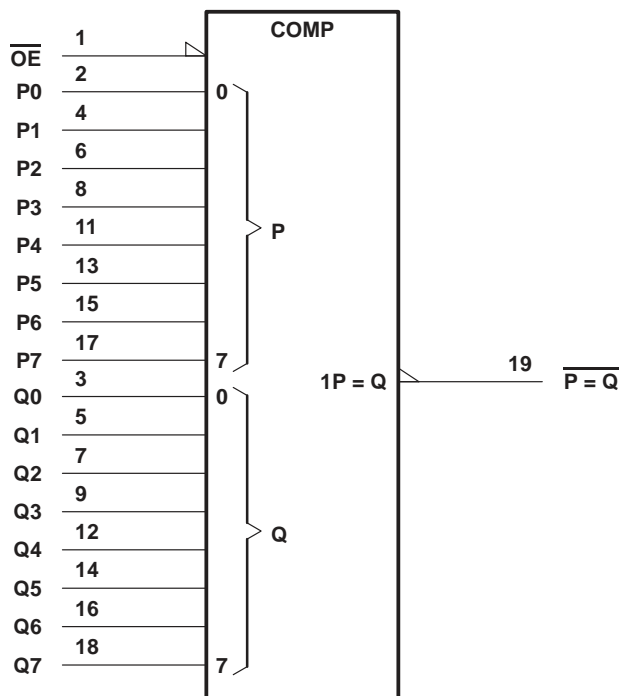 COMP
O̅E̅ 1
P0 2 0
P1 4
P2 6
P3 8
P4 11 P
P5 13
P6 15
P7 17 7
1P = Q 19 P̅ ̅=̅ ̅Q̅
Q0 3 0
Q1 5
Q2 7
Q3 9
Q4 12 Q
Q5 14
Q6 16
Q7 18 7